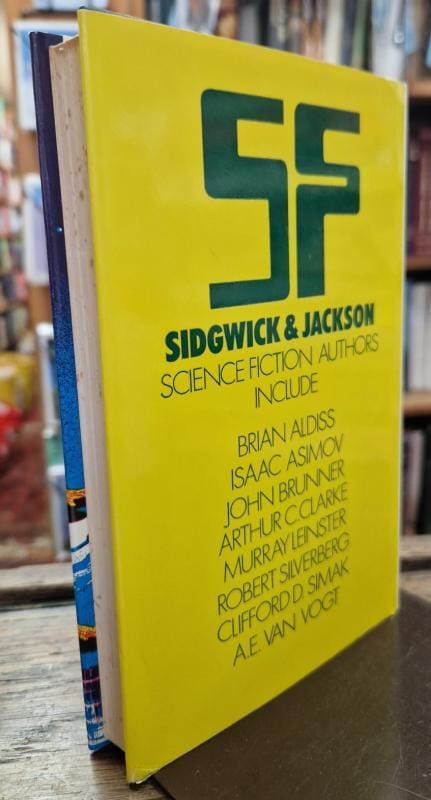 SF
SIDGWICK & JACKSON
SCIENCE FICTION AUTHORS
INCLUDE
BRIAN ALDISS
ISAAC ASIMOV
JOHN BRUNNER
ARTHUR C. CLARKE
MURRAY LEINSTER
ROBERT SILVERBERG
CLIFFORD D. SIMAK
A.E. VAN VOGT